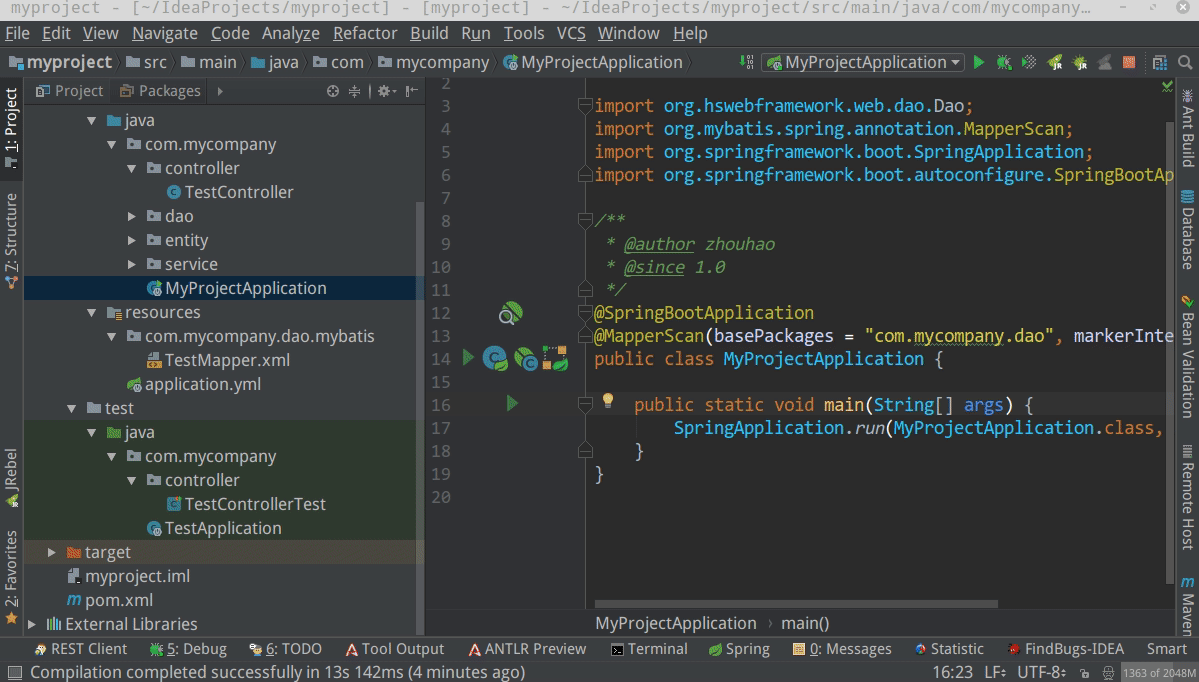 myproject - [~/IdeaProjects/myproject] - [myproject] - ~/IdeaProjects/myproject/src/main/java/com/mycompany...
File Edit View Navigate Code Analyze Refactor Build Run Tools VCS Window Help
myproject src main java com mycompany MyProjectApplication MyProjectApplication
1: Project
7: Structure
JRebel
2: Favorites
Project Packages
java
com.mycompany
controller
TestController
dao
entity
service
MyProjectApplication
resources
com.mycompany.dao.mybatis
TestMapper.xml
application.yml
test
java
com.mycompany
controller
TestControllerTest
TestApplication
target
myproject.iml
pom.xml
External Libraries
2
3 import org.hswebframework.web.dao.Dao;
4 import org.mybatis.spring.annotation.MapperScan;
5 import org.springframework.boot.SpringApplication;
6 import org.springframework.boot.autoconfigure.SpringBootAp
7
8 /**
9 * @author zhouhao
10 * @since 1.0
11 */
12 @SpringBootApplication
13 @MapperScan(basePackages = "com.mycompany.dao", markerInte
14 public class MyProjectApplication {
15
16 public static void main(String[] args) {
17 SpringApplication.run(MyProjectApplication.class,
18 }
19 }
20
MyProjectApplication › main()
Ant Build
Database
Bean Validation
Remote Host
Maven
REST Client 5: Debug 6: TODO Tool Output ANTLR Preview Terminal Spring 0: Messages Statistic FindBugs-IDEA Smart
Compilation completed successfully in 13s 142ms (4 minutes ago) 16:23 LF UTF-8 1363 of 2048M